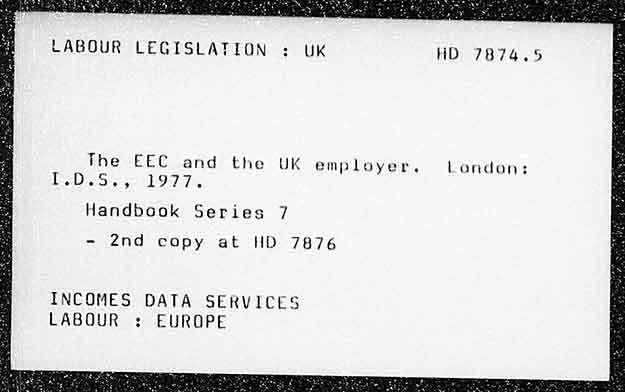 LABOUR LEGISLATION : UK HD 7874.5
The EEC and the UK employer. London:
I.D.S., 1977.
Handbook Series 7
- 2nd copy at HD 7876
INCOMES DATA SERVICES
LABOUR : EUROPE